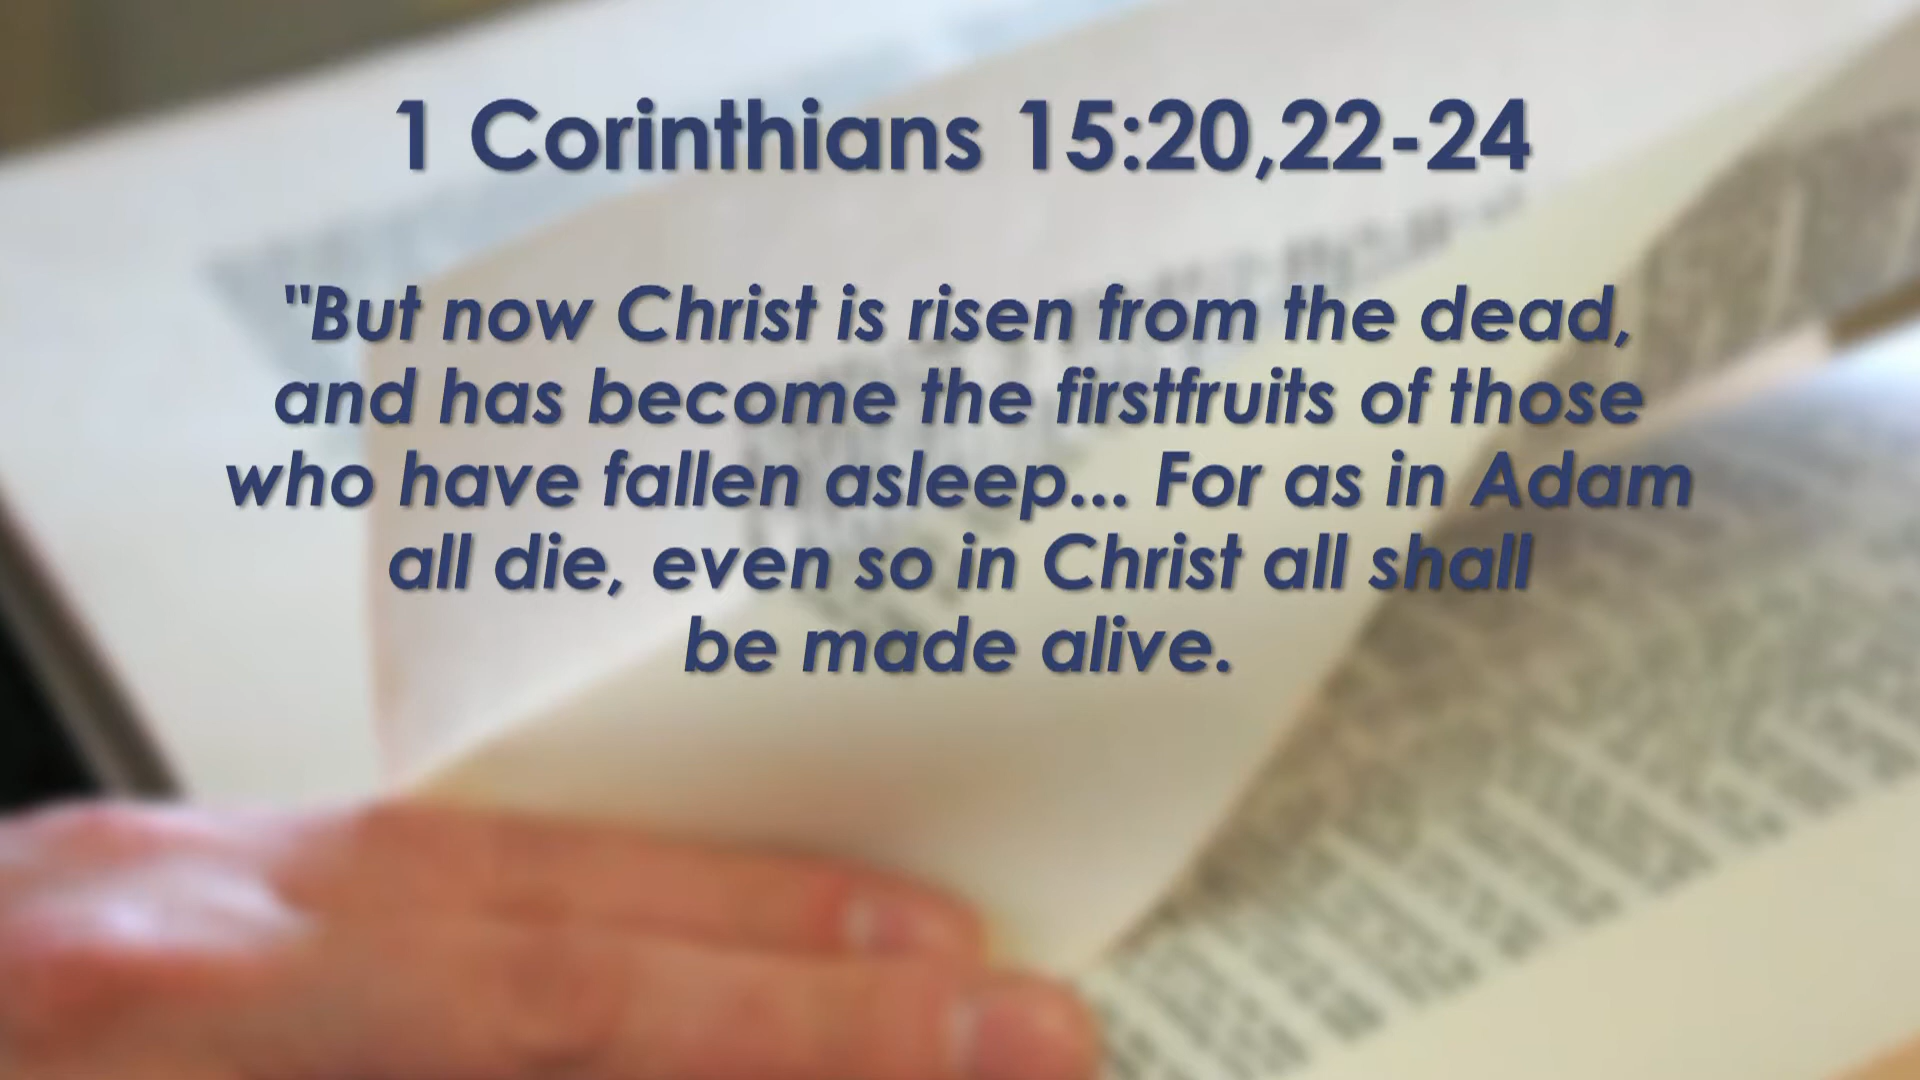 1 Corinthians 15:20,22-24
"But now Christ is risen from the dead,
and has become the firstfruits of those
who have fallen asleep... For as in Adam
all die, even so in Christ all shall
be made alive.